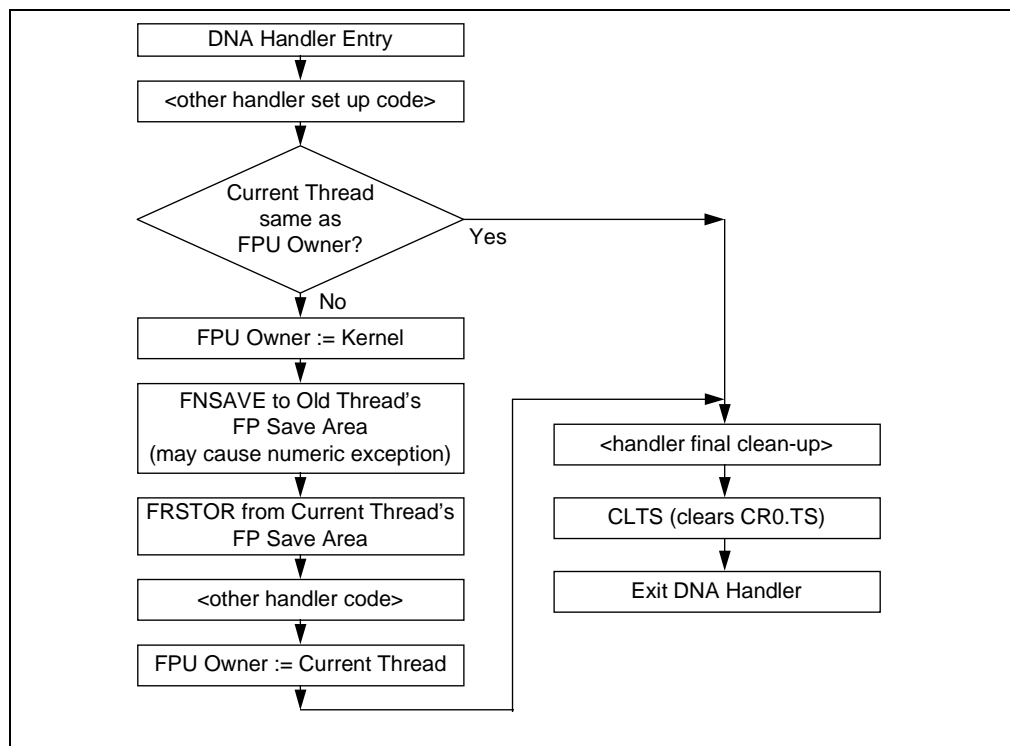 DNA Handler Entry
<other handler set up code>
Current Thread
same as
FPU Owner?
Yes
No
FPU Owner := Kernel
FNSAVE to Old Thread's
FP Save Area
(may cause numeric exception)
FRSTOR from Current Thread's
FP Save Area
<other handler code>
FPU Owner := Current Thread
<handler final clean-up>
CLTS (clears CR0.TS)
Exit DNA Handler